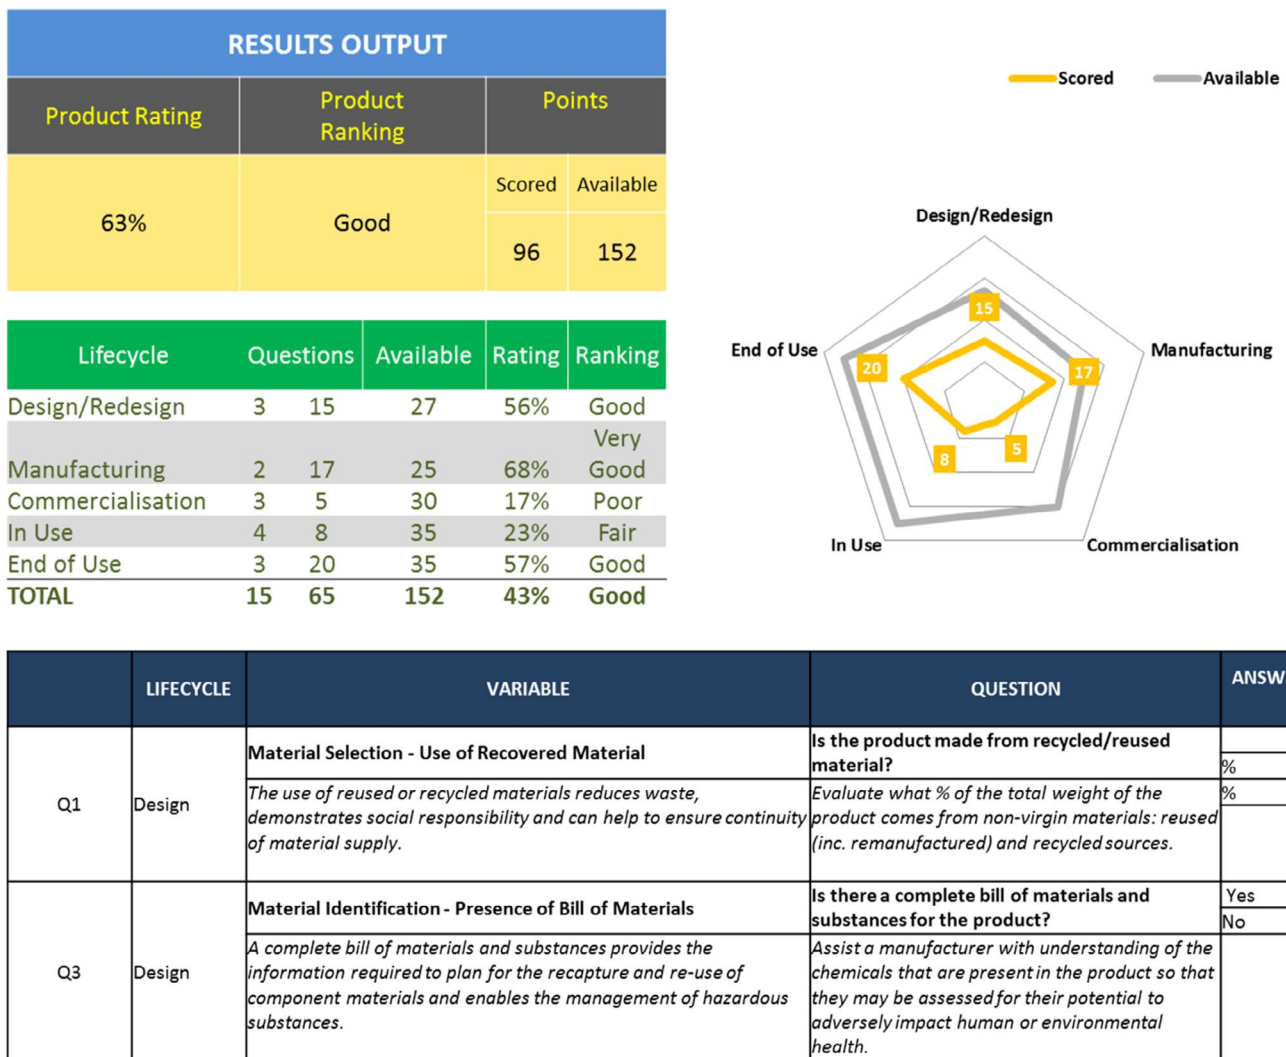 RESULTS OUTPUT
Product Rating
Product
Ranking
Points
63%
Good
Scored Available
96 152
Lifecycle Questions Available Rating Ranking
Design/Redesign 3 15 27 56% Good
Manufacturing 2 17 25 68% Very Good
Commercialisation 3 5 30 17% Poor
In Use 4 8 35 23% Fair
End of Use 3 20 35 57% Good
TOTAL 15 65 152 43% Good
Scored Available
Design/Redesign
15
End of Use
20
17
Manufacturing
8
5
In Use
Commercialisation
LIFECYCLE VARIABLE QUESTION ANSW
Q1
Design
Material Selection - Use of Recovered Material
Is the product made from recycled/reused
material?
%
The use of reused or recycled materials reduces waste,
demonstrates social responsibility and can help to ensure continuity
of material supply.
Evaluate what % of the total weight of the
product comes from non-virgin materials: reused
(inc. remanufactured) and recycled sources.
%
Q3
Design
Material Identification - Presence of Bill of Materials
Is there a complete bill of materials and
substances for the product?
Yes
No
A complete bill of materials and substances provides the
information required to plan for the recapture and re-use of
component materials and enables the management of hazardous
substances.
Assist a manufacturer with understanding of the
chemicals that are present in the product so that
they may be assessed for their potential to
adversely impact human or environmental
health.